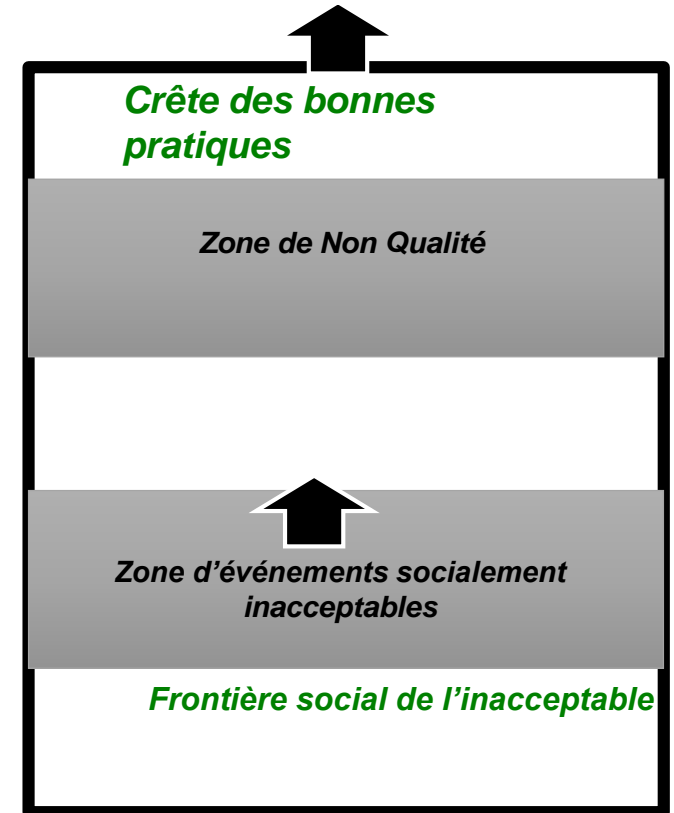 Crête des bonnes
pratiques
Zone de Non Qualité
Zone d’événements socialement
inacceptables
Frontière social de l’inacceptable